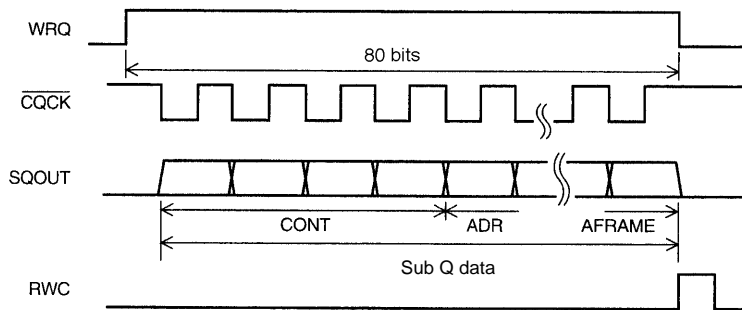 WRQ
80 bits
CQCK
SQOUT
CONT
ADR
AFRAME
Sub Q data
RWC